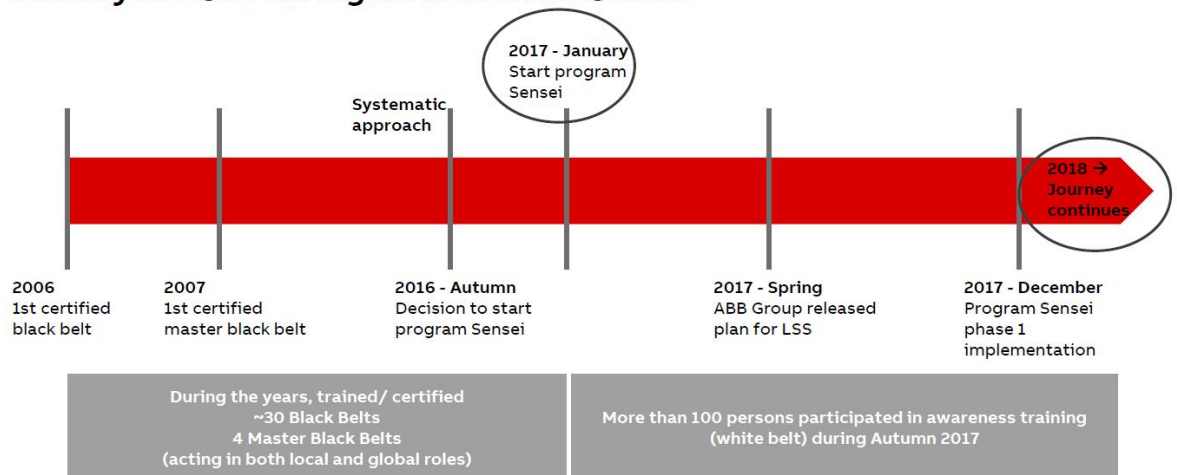 2017 - January
Start program
Sensei
Systematic
approach
2018 →
Journey
continues
2006
1st certified
black belt
2007
1st certified
master black belt
2016 - Autumn
Decision to start
program Sensei
2017 - Spring
ABB Group released
plan for LSS
2017 - December
Program Sensei
phase 1
implementation
During the years, trained/ certified
~30 Black Belts
4 Master Black Belts
(acting in both local and global roles)
More than 100 persons participated in awareness training
(white belt) during Autumn 2017